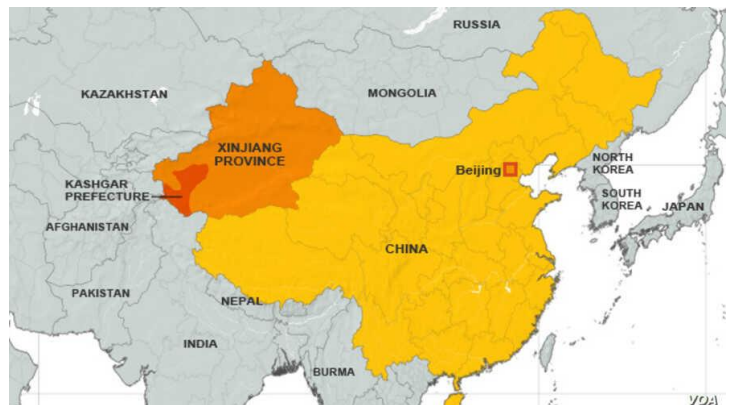 RUSSIA
KAZAKHSTAN
MONGOLIA
XINJIANG
PROVINCE
Beijing
NORTH
KOREA
KASHGAR
PREFECTURE
SOUTH
KOREA
JAPAN
AFGHANISTAN
CHINA
PAKISTAN
NEPAL
INDIA
BURMA
VOA